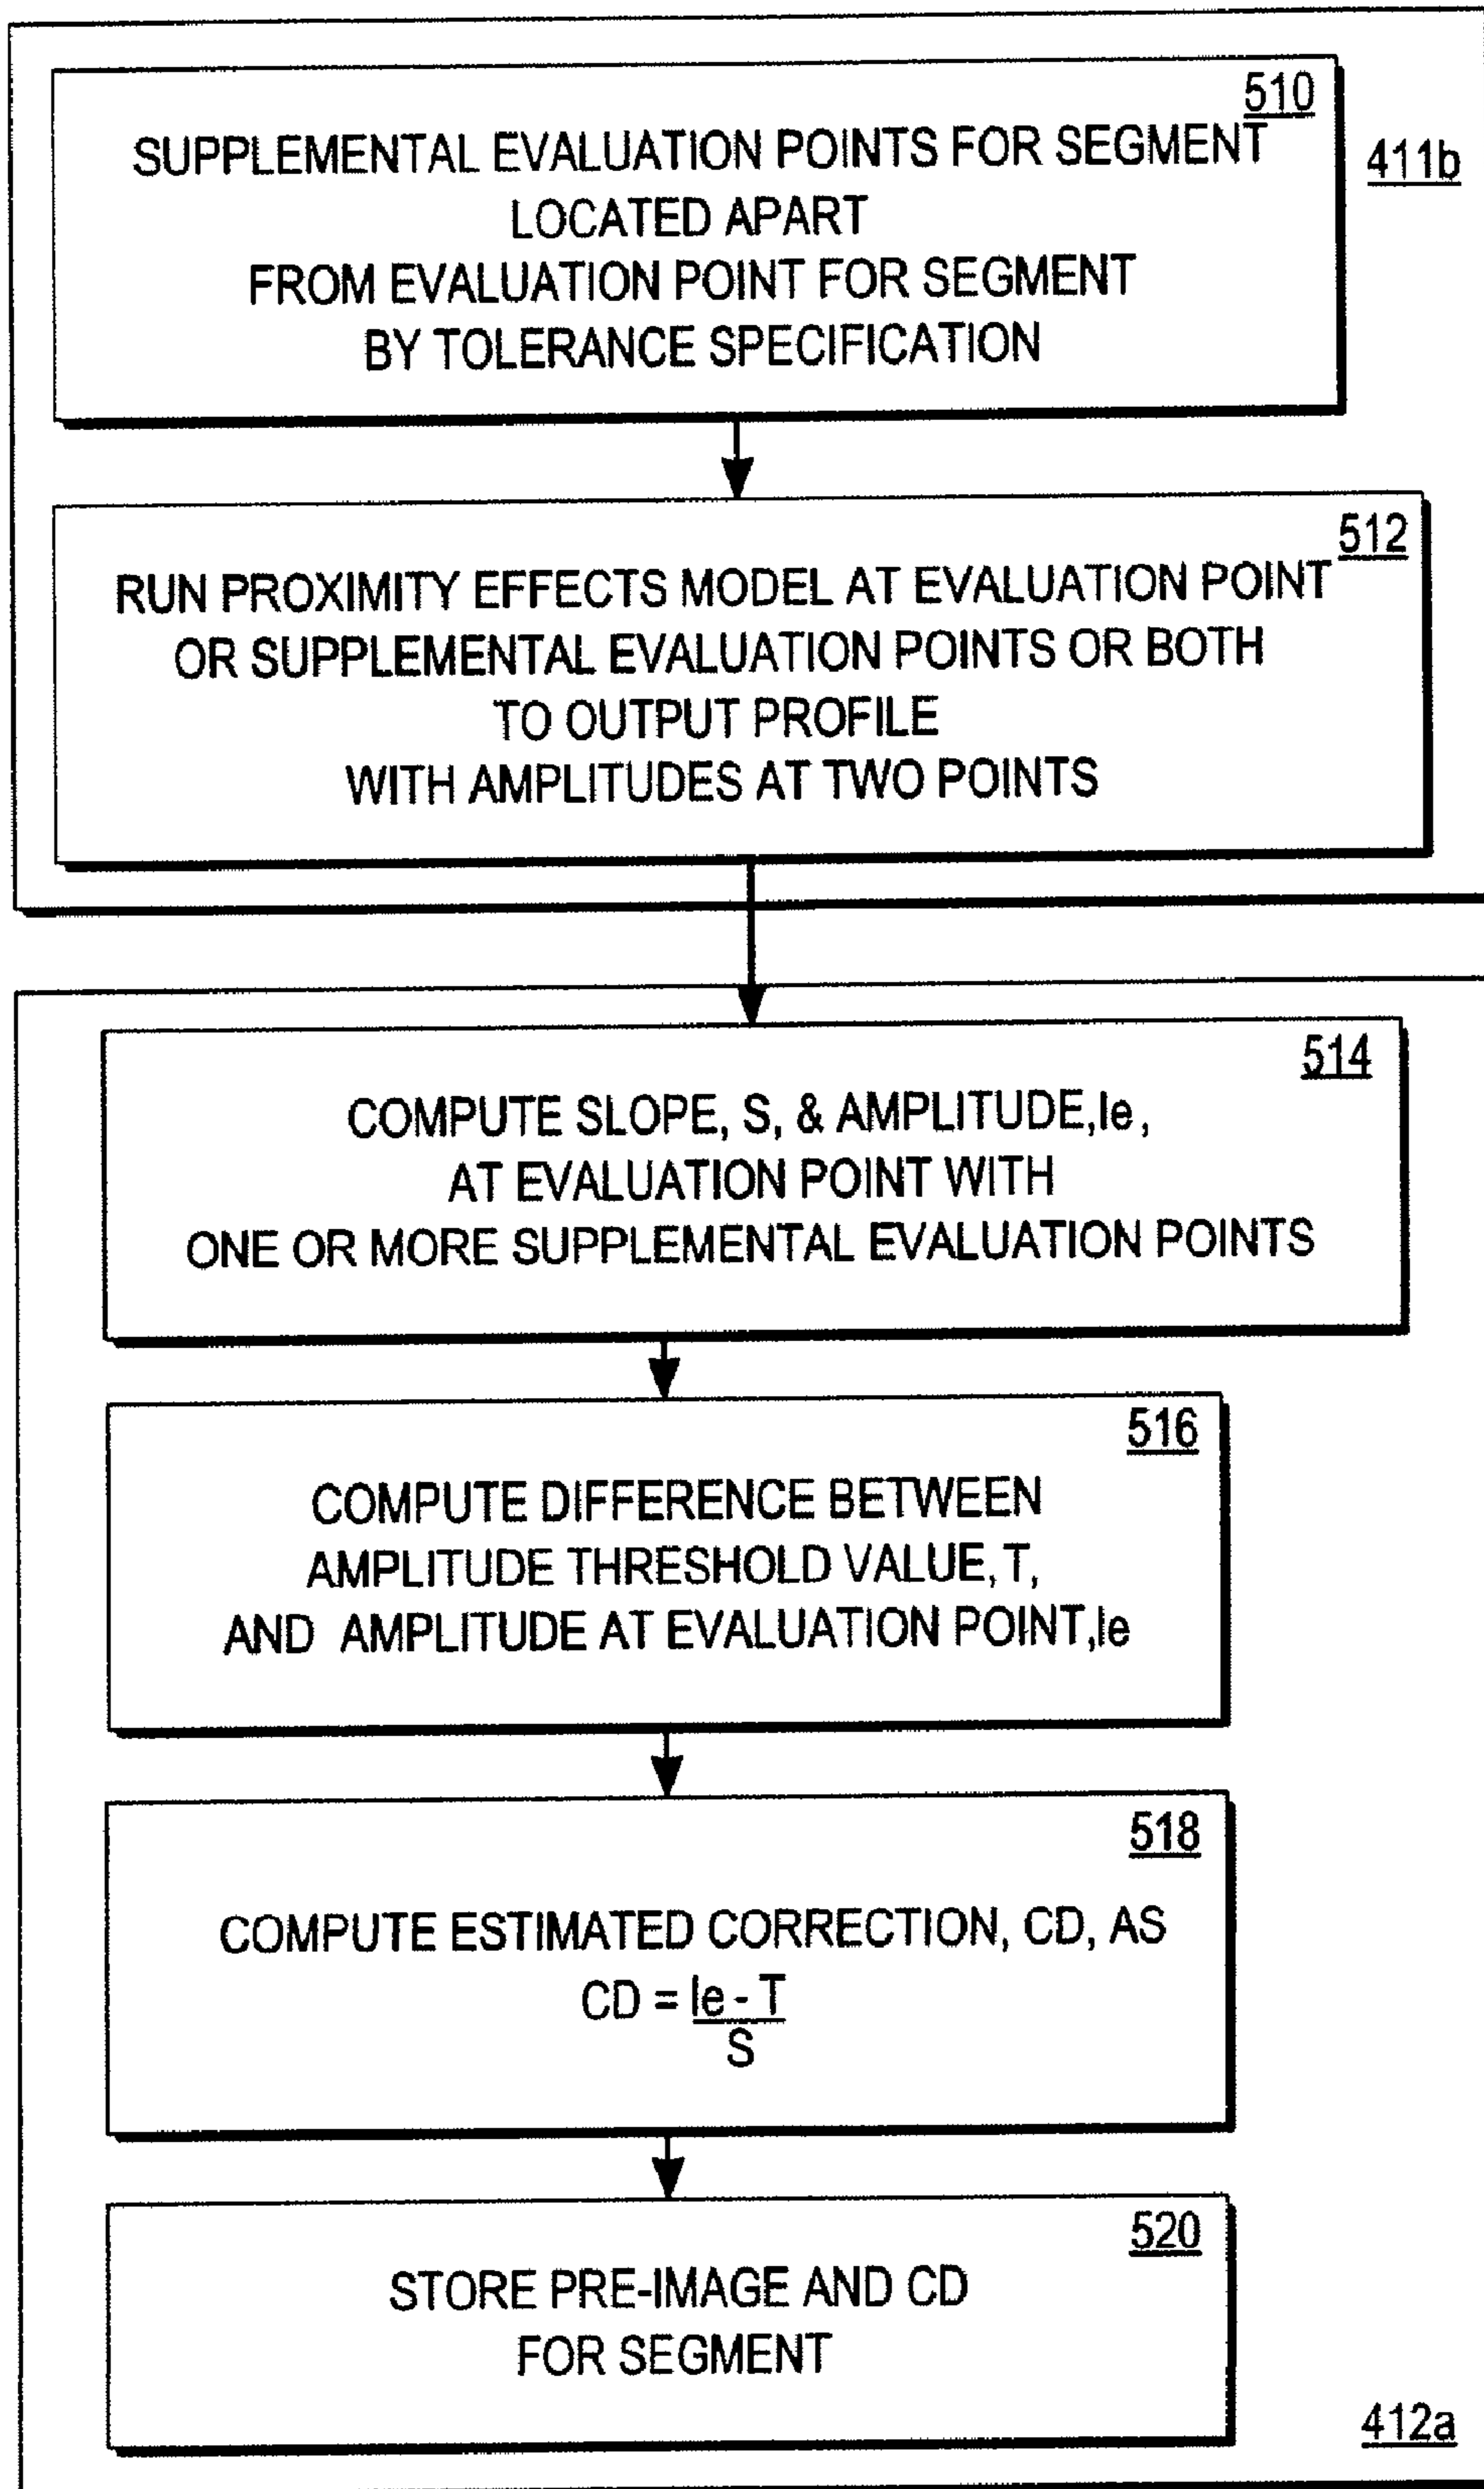 510
SUPPLEMENTAL EVALUATION POINTS FOR SEGMENT
LOCATED APART
FROM EVALUATION POINT FOR SEGMENT
BY TOLERANCE SPECIFICATION
411b
512
RUN PROXIMITY EFFECTS MODEL AT EVALUATION POINT
OR SUPPLEMENTAL EVALUATION POINTS OR BOTH
TO OUTPUT PROFILE
WITH AMPLITUDES AT TWO POINTS
514
COMPUTE SLOPE, S, & AMPLITUDE,Ie,
AT EVALUATION POINT WITH
ONE OR MORE SUPPLEMENTAL EVALUATION POINTS
516
COMPUTE DIFFERENCE BETWEEN
AMPLITUDE THRESHOLD VALUE, T,
AND AMPLITUDE AT EVALUATION POINT,Ie
518
COMPUTE ESTIMATED CORRECTION, CD, AS
CD = Ie - T
S
520
STORE PRE-IMAGE AND CD
FOR SEGMENT
412a